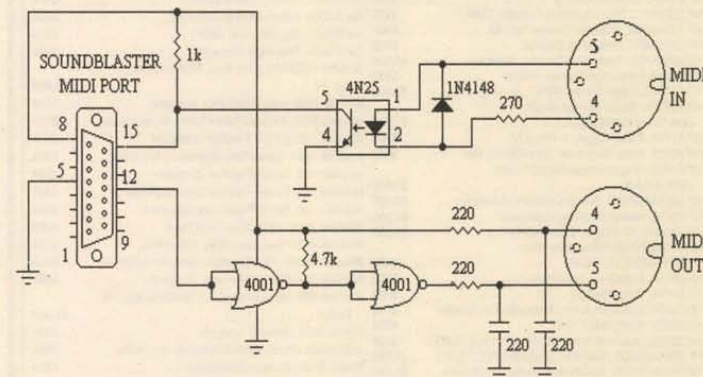 SOUNDBLASTER
MIDI PORT
8
15
5
12
1
9
1k
4N25
5
1
4
2
1N4148
270
5
4
MIDI
IN
4.7k
4001
4001
220
220
220
220
4
5
MIDI
OUT